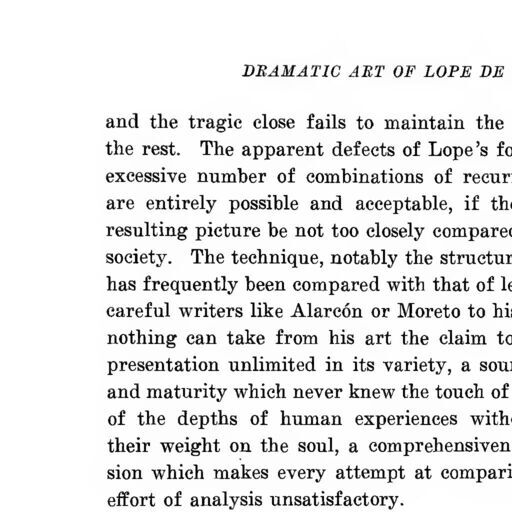 DRAMATIC ART OF LOPE DE
and the tragic close fails to maintain the
the rest. The apparent defects of Lope's fo
excessive number of combinations of recur
are entirely possible and acceptable, if th
resulting picture be not too closely compare
society. The technique, notably the structur
has frequently been compared with that of le
careful writers like Alarcón or Moreto to his
nothing can take from his art the claim to
presentation unlimited in its variety, a sou
and maturity which never knew the touch of
of the depths of human experiences with
their weight on the soul, a comprehensiven
sion which makes every attempt at compari
effort of analysis unsatisfactory.